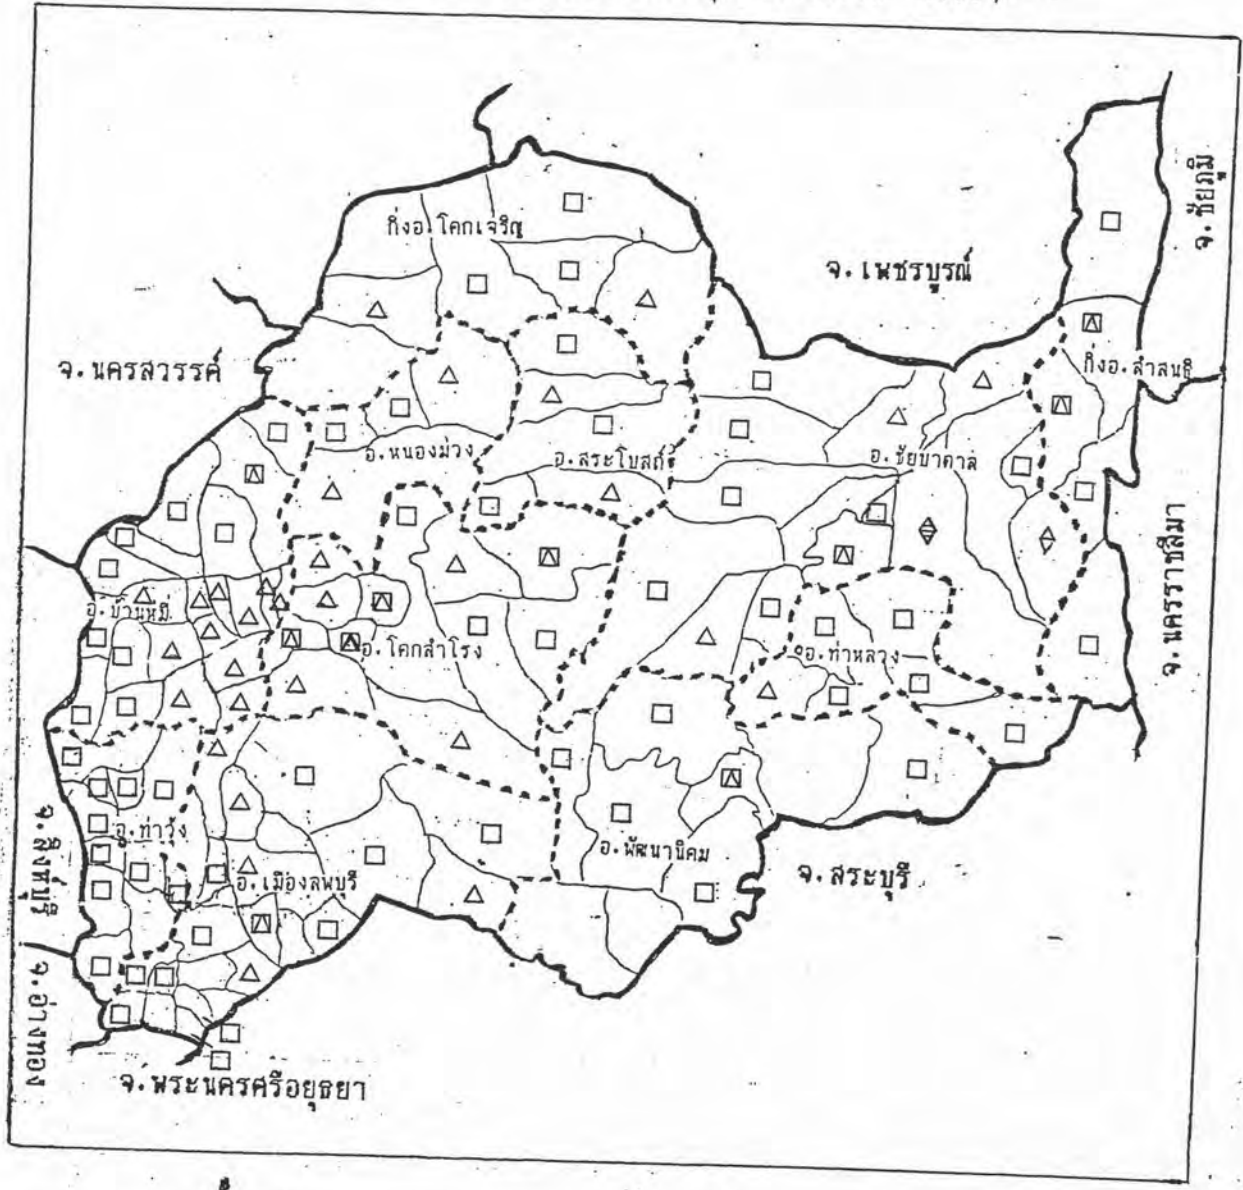 กิ่งอ.โคกเจริญ
จ.ชัยภูมิ
จ.เพชรบูรณ์
จ.นครสวรรค์
กิ่งอ.ลำสนธิ
อ.หนองม่วง
อ.สระโบสถ์
อ.ชัยบาดาล
จ.นครราชสีมา
อ.บ้านหมี่
อ.โคกสำโรง
อ.ท่าหลวง
จ.สิงห์บุรี
อ.ท่าวุ้ง
อ.พัฒนานิคม
จ.สระบุรี
อ.เมืองลพบุรี
จ.อ่างทอง
จ.พระนครศรีอยุธยา